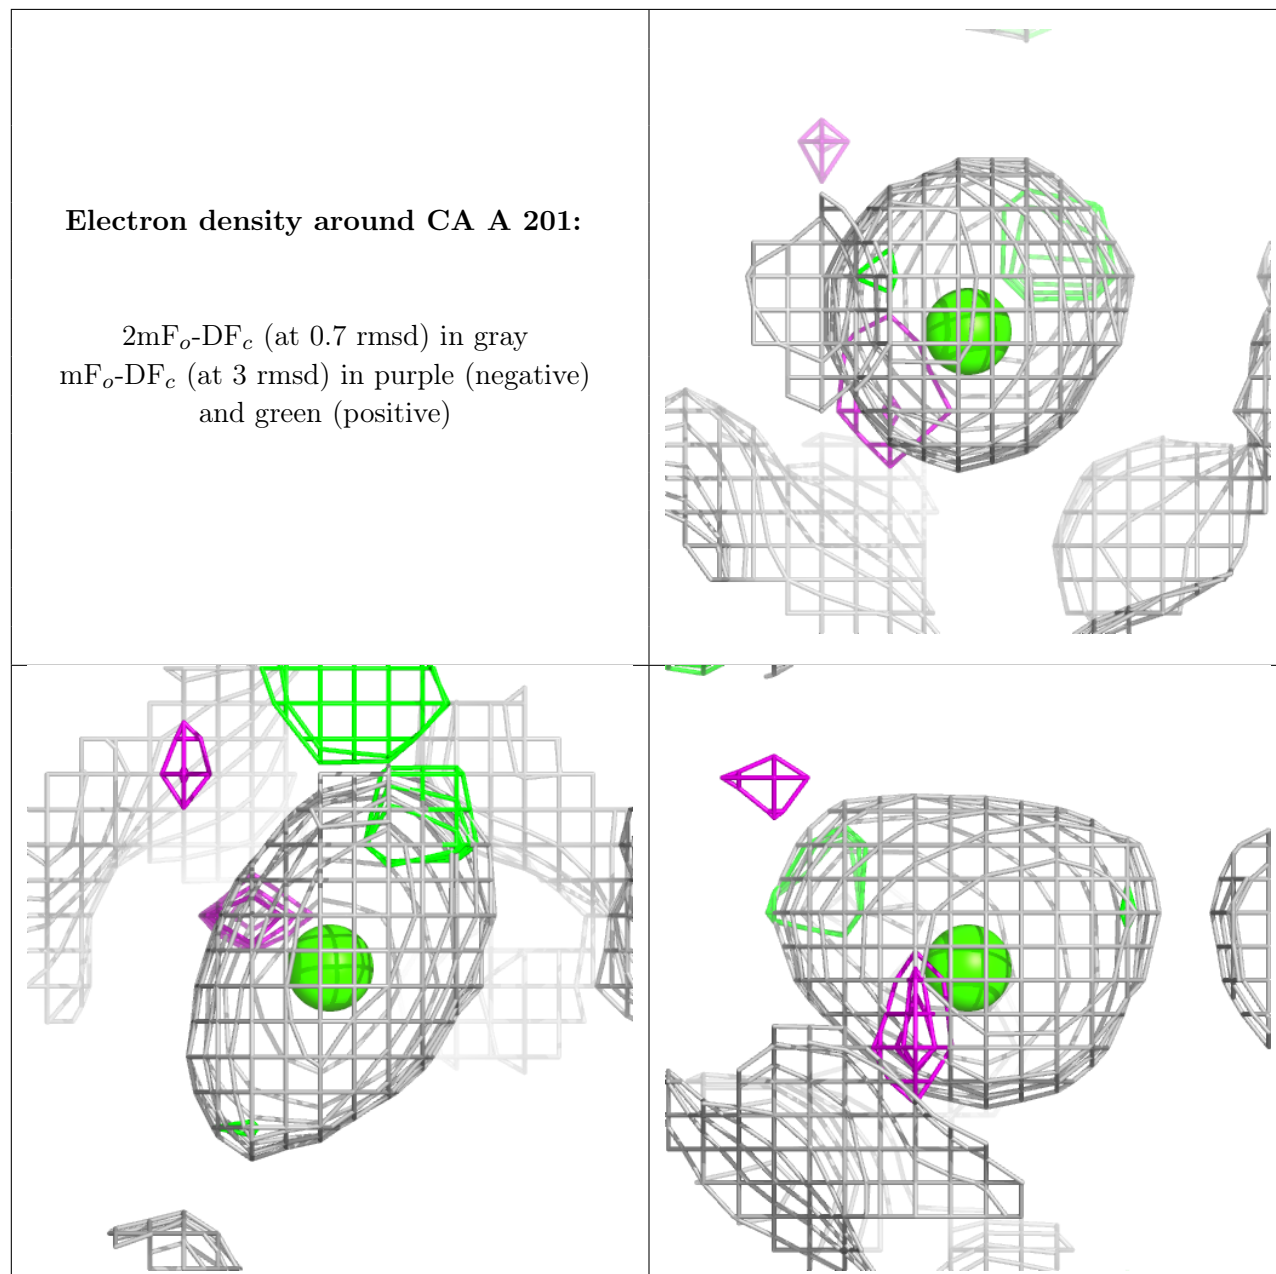 Electron density around CA A 201:
2mFo-DFc (at 0.7 rmsd) in gray
mFo-DFc (at 3 rmsd) in purple (negative)
and green (positive)